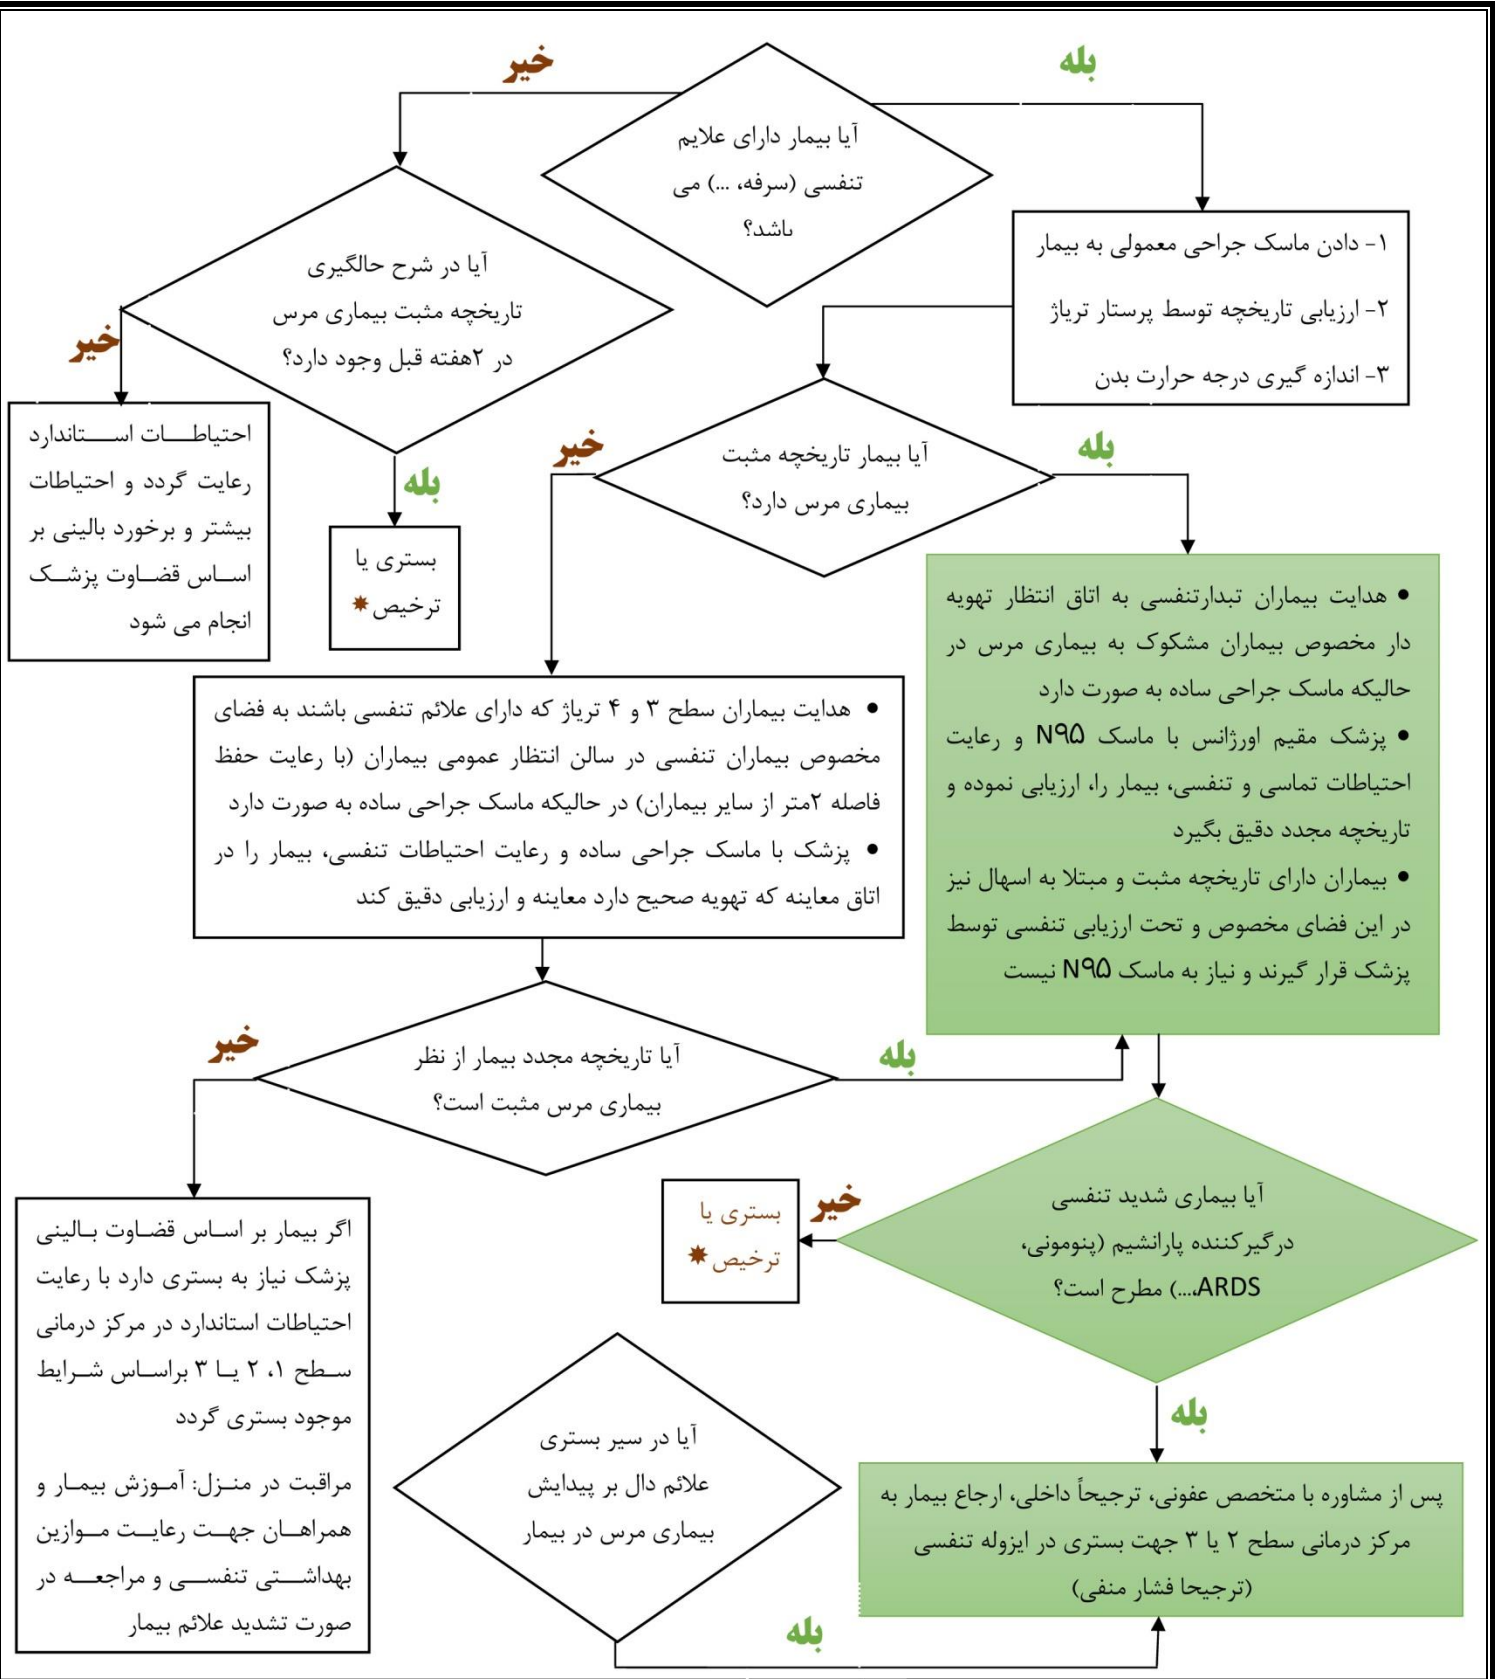 خیر
بله
آیا بیمار دارای علایم
تنفسی (سرفه، ...) می
باشد؟
۱- دادن ماسک جراحی معمولی به بیمار
۲- ارزیابی تاریخچه توسط پرستار تریاژ
۳- اندازه گیری درجه حرارت بدن
آیا در شرح حالگیری
تاریخچه مثبت بیماری مرس
در ۲هفته قبل وجود دارد؟
خیر
احتیاطات استاندارد
رعایت گردد و احتیاطات
بیشتر و برخورد بالینی بر
اساس قضاوت پزشک
انجام می شود
بله
بستری یا
ترخیص*
آیا بیمار تاریخچه مثبت
بیماری مرس دارد؟
خیر
بله
• هدایت بیماران تبدارتنفسی به اتاق انتظار تهویه
دار مخصوص بیماران مشکوک به بیماری مرس در
حالیکه ماسک جراحی ساده به صورت دارد
• پزشک مقیم اورژانس با ماسک N۹۵ و رعایت
احتیاطات تماسی و تنفسی، بیمار را، ارزیابی نموده و
تاریخچه مجدد دقیق بگیرد
• بیماران دارای تاریخچه مثبت و مبتلا به اسهال نیز
در این فضای مخصوص و تحت ارزیابی تنفسی توسط
پزشک قرار گیرند و نیاز به ماسک N۹۵ نیست
• هدایت بیماران سطح ۳ و ۴ تریاژ که دارای علائم تنفسی باشند به فضای
مخصوص بیماران تنفسی در سالن انتظار عمومی بیماران (با رعایت حفظ
فاصله ۲متر از سایر بیماران) در حالیکه ماسک جراحی ساده به صورت دارد
• پزشک با ماسک جراحی ساده و رعایت احتیاطات تنفسی، بیمار را در
اتاق معاینه که تهویه صحیح دارد معاینه و ارزیابی دقیق کند
آیا تاریخچه مجدد بیمار از نظر
بیماری مرس مثبت است؟
خیر
بله
اگر بیمار بر اساس قضاوت بالینی
پزشک نیاز به بستری دارد با رعایت
احتیاطات استاندارد در مرکز درمانی
سطح ۱، ۲ یا ۳ براساس شرایط
موجود بستری گردد
مراقبت در منزل: آموزش بیمار و
همراهان جهت رعایت موازین
بهداشتی تنفسی و مراجعه در
صورت تشدید علائم بیمار
آیا بیماری شدید تنفسی
درگیرکننده پارانشیم (پنومونی،
ARDS،...) مطرح است؟
خیر
بستری یا
ترخیص*
بله
پس از مشاوره با متخصص عفونی، ترجیحاً داخلی، ارجاع بیمار به
مرکز درمانی سطح ۲ یا ۳ جهت بستری در ایزوله تنفسی
(ترجیحا فشار منفی)
آیا در سیر بستری
علائم دال بر پیدایش
بیماری مرس در بیمار
بله